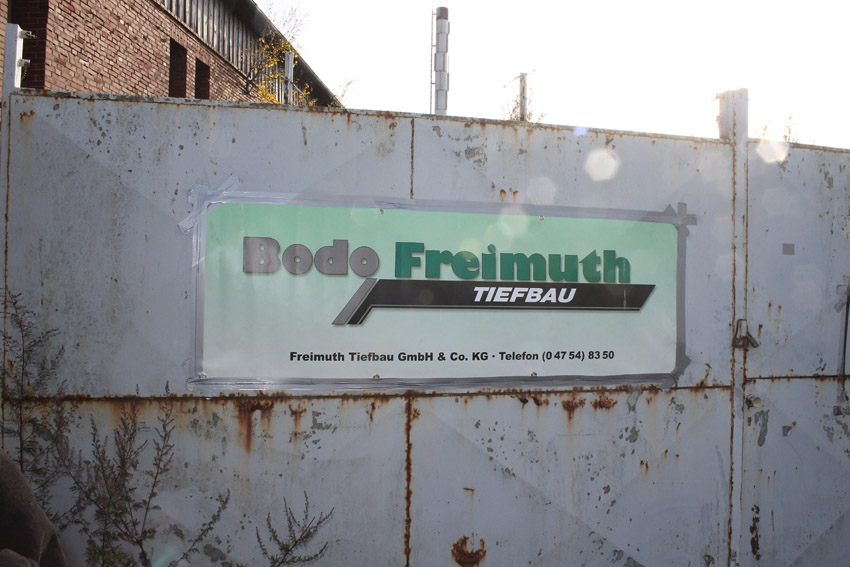 Bodo Freimuth
TIEFBAU
Freimuth Tiefbau GmbH & Co. KG · Telefon (0 47 54) 83 50